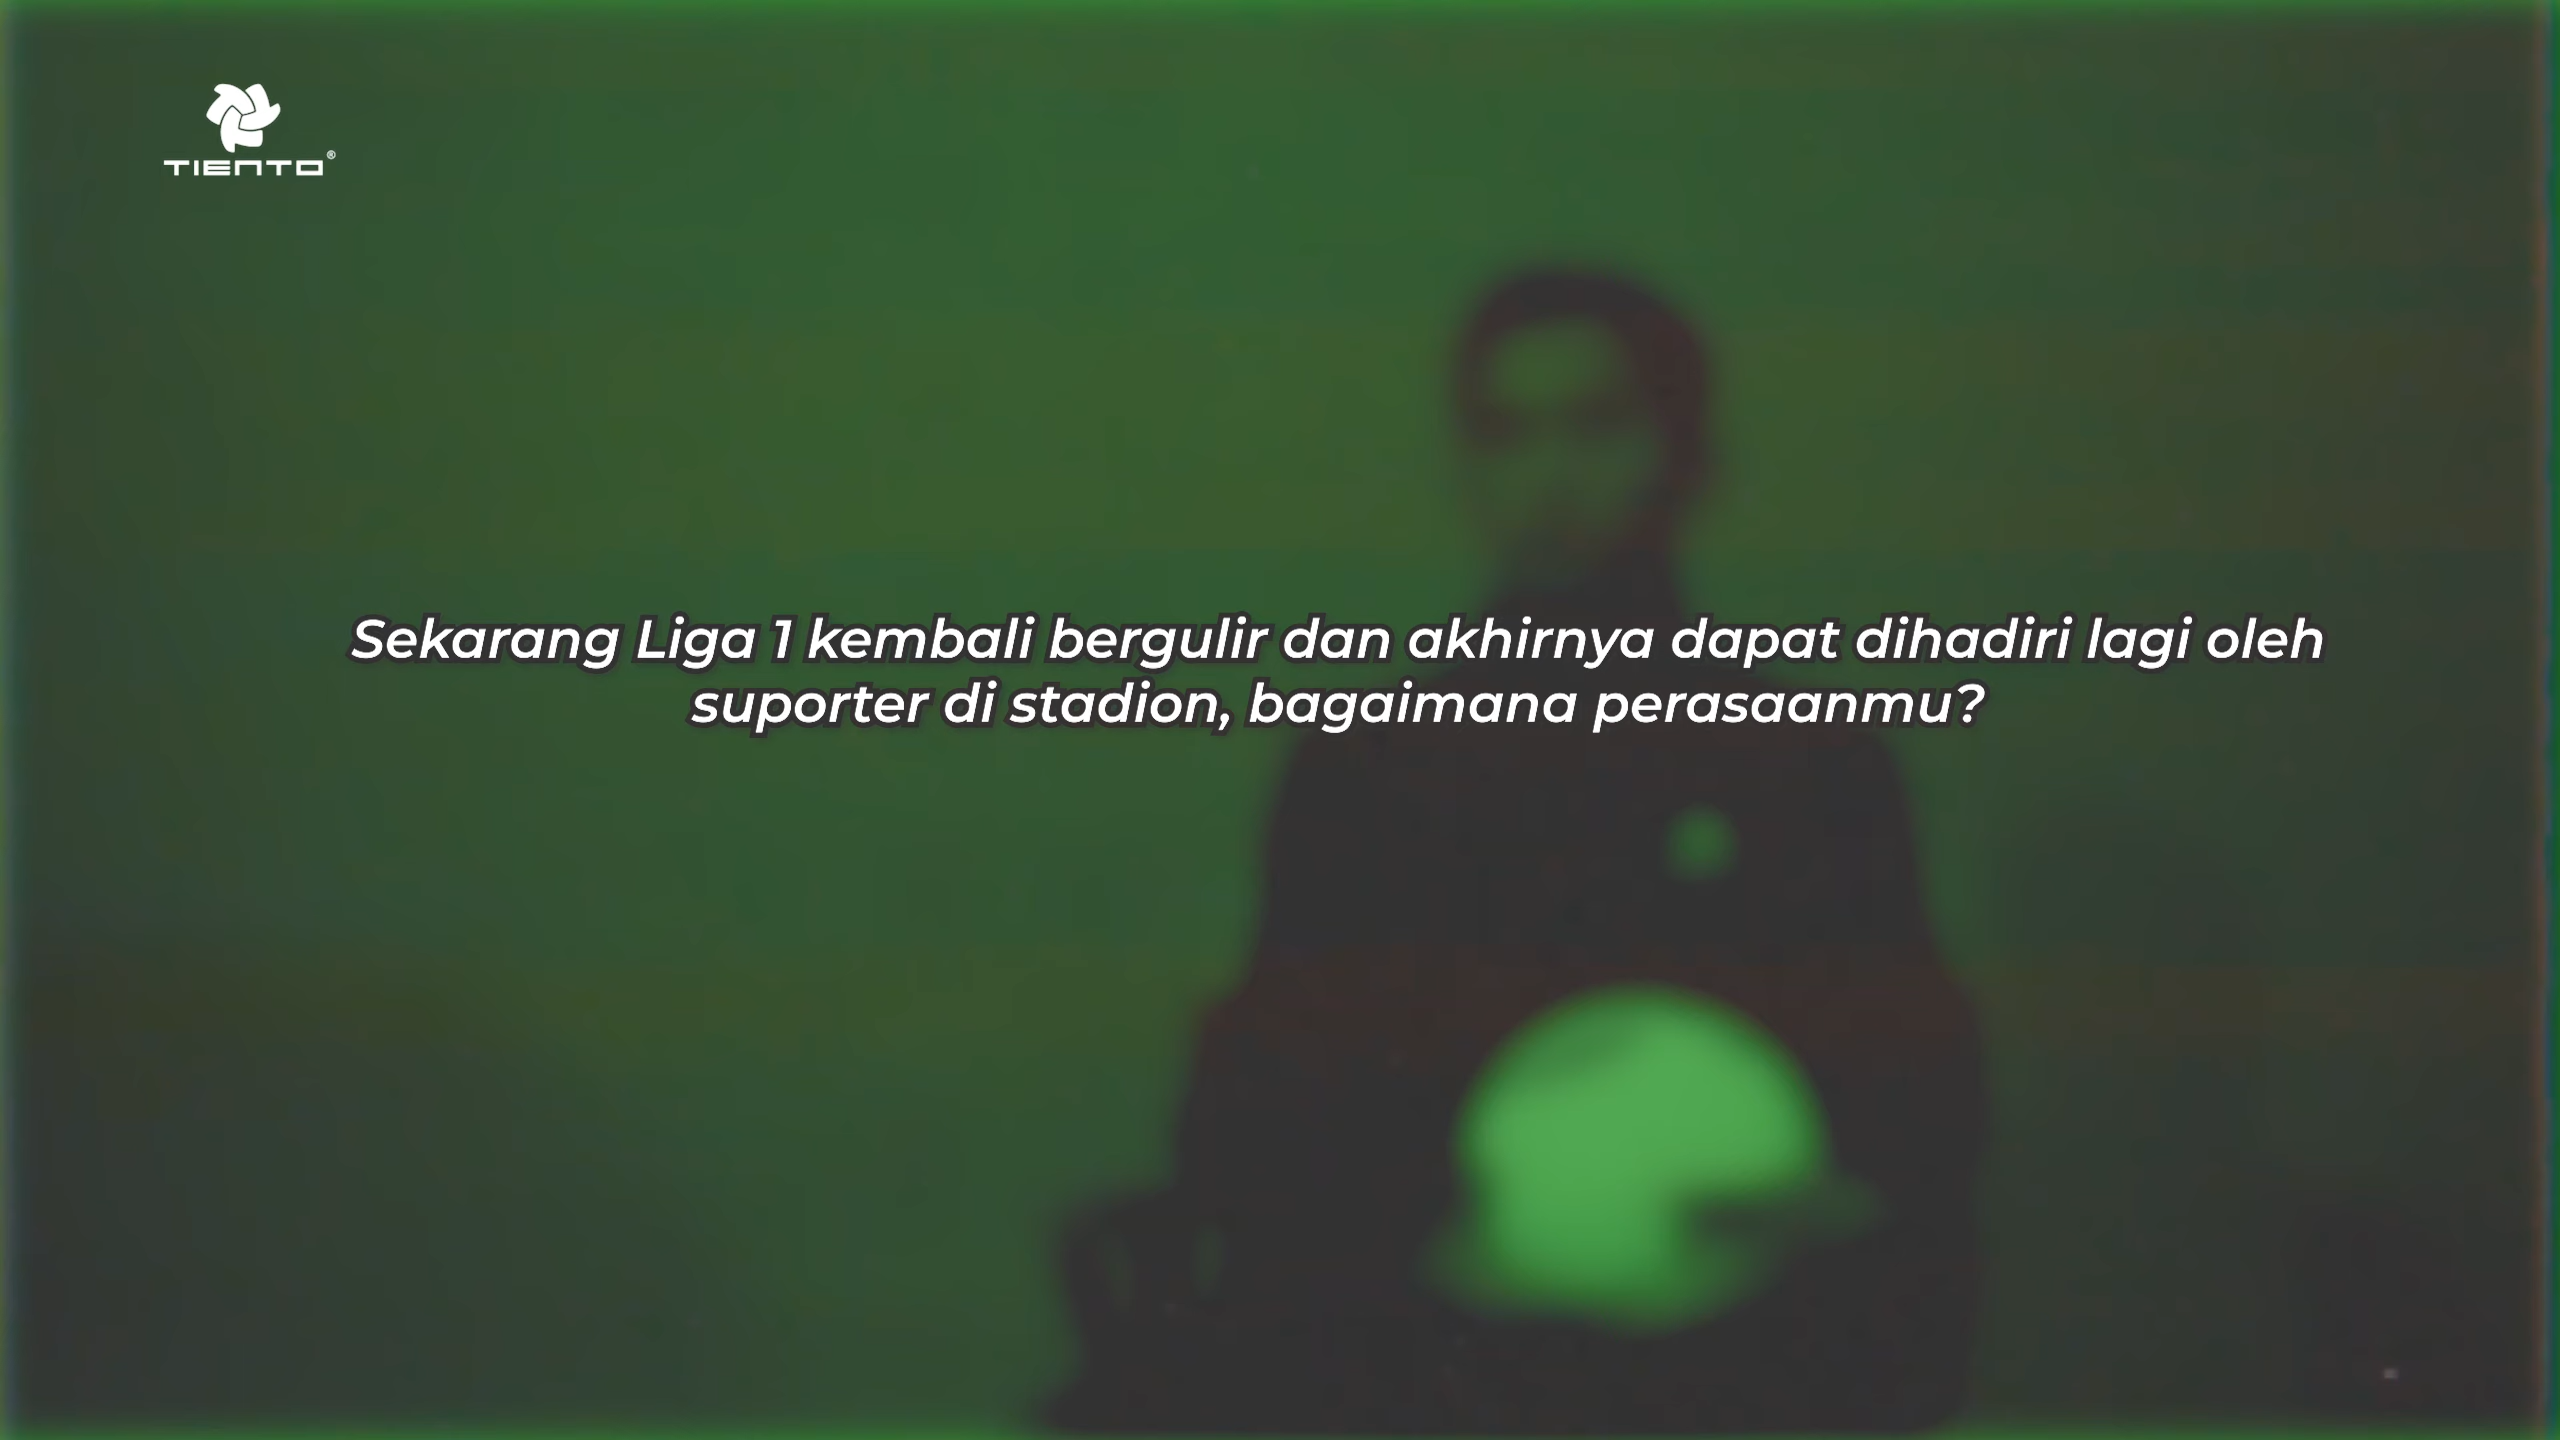 TIENTO®
Sekarang Liga 1 kembali bergulir dan akhirnya dapat dihadiri lagi oleh
suporter di stadion, bagaimana perasaanmu?